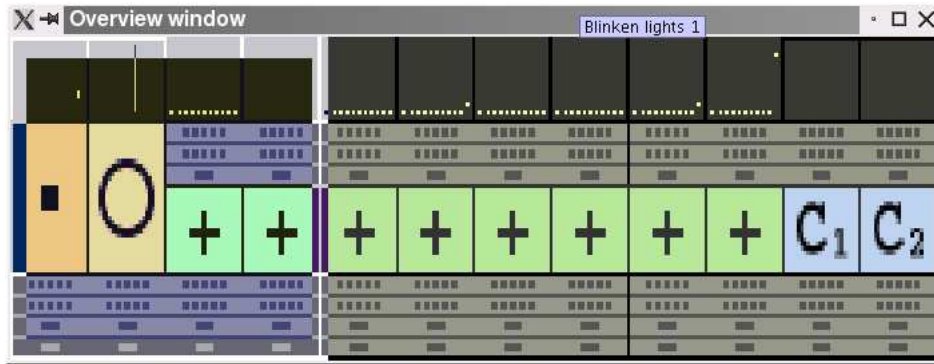 Overview window
Blinken lights 1
+ + + + + + + + C1 C2